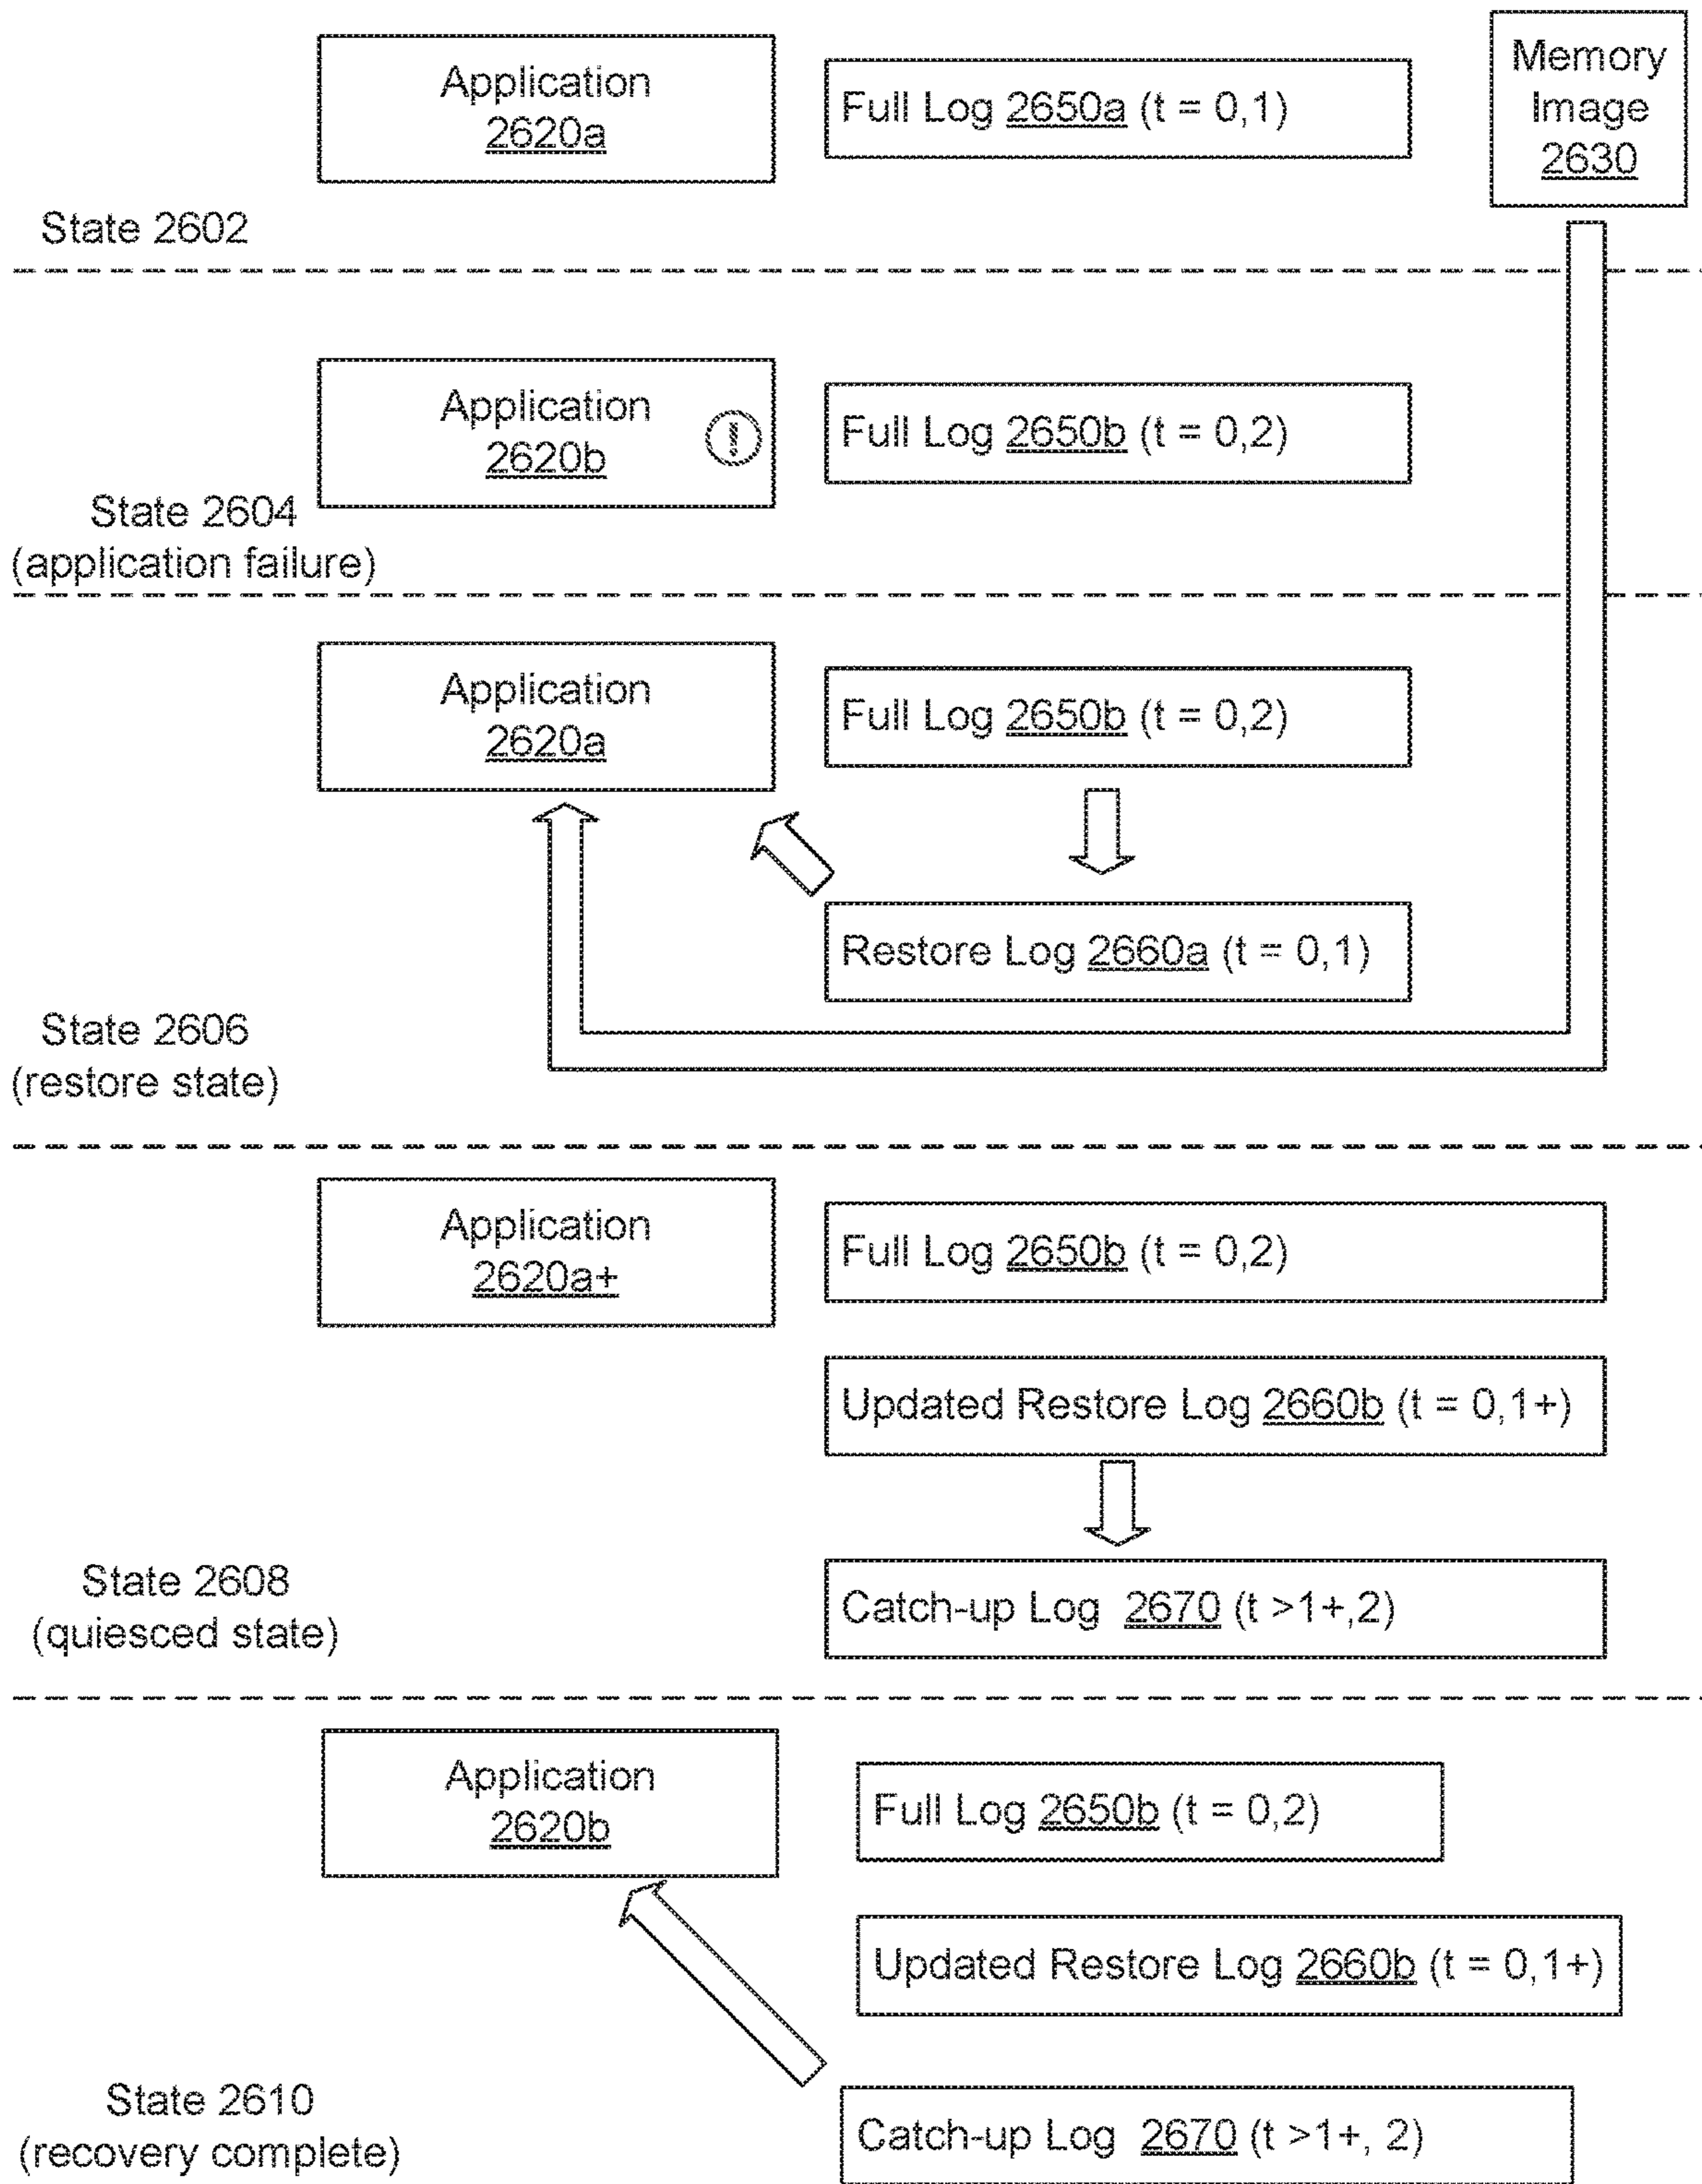 Application
2620a
Full Log 2650a (t = 0,1)
Memory
Image
2630
State 2602
Application
2620b
!
Full Log 2650b (t = 0,2)
State 2604
(application failure)
Application
2620a
Full Log 2650b (t = 0,2)
Restore Log 2660a (t = 0,1)
State 2606
(restore state)
Application
2620a+
Full Log 2650b (t = 0,2)
Updated Restore Log 2660b (t = 0,1+)
Catch-up Log 2670 (t >1+,2)
State 2608
(quiesced state)
Application
2620b
Full Log 2650b (t = 0,2)
Updated Restore Log 2660b (t = 0,1+)
Catch-up Log 2670 (t >1+, 2)
State 2610
(recovery complete)